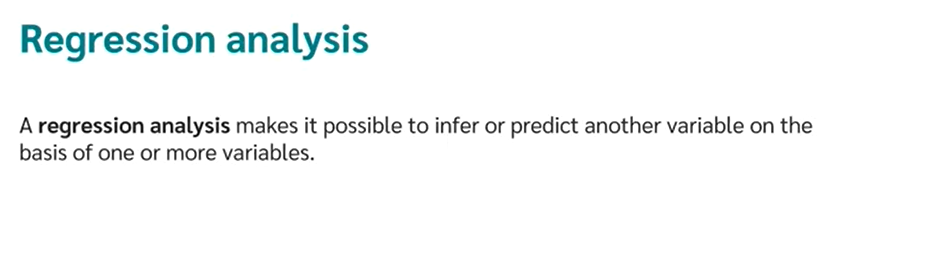 Regression analysis
A regression analysis makes it possible to infer or predict another variable on the
basis of one or more variables.